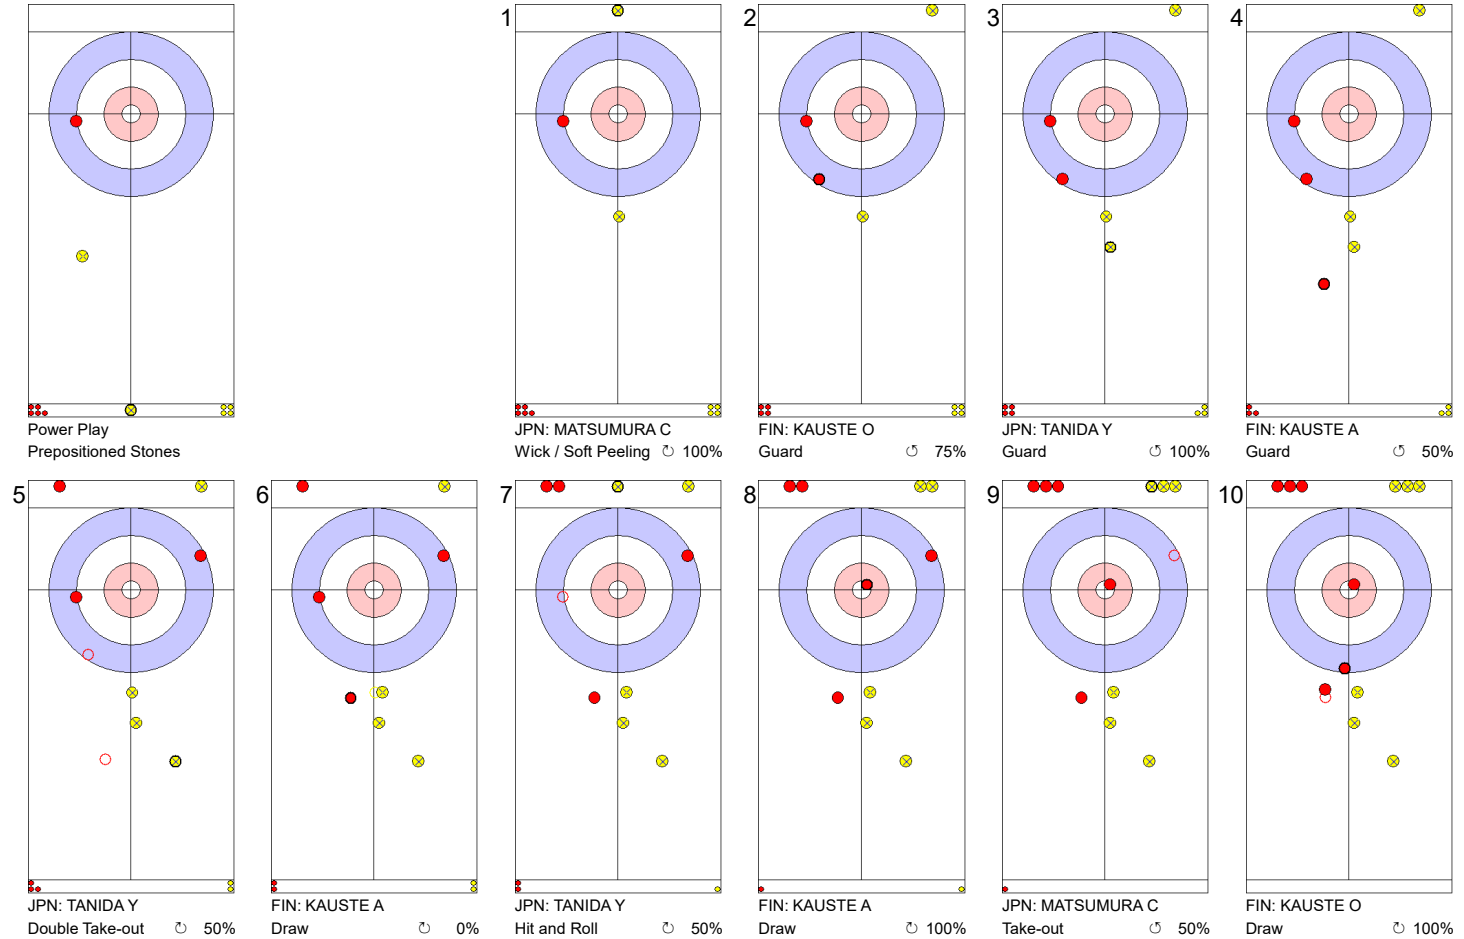 1
2
3
4
Power Play
Prepositioned Stones
JPN: MATSUMURA C
Wick / Soft Peeling ↻ 100%
FIN: KAUSTE O
Guard ↺ 75%
JPN: TANIDA Y
Guard ↺ 100%
FIN: KAUSTE A
Guard ↺ 50%
5
6
7
8
9
10
JPN: TANIDA Y
Double Take-out ↻ 50%
FIN: KAUSTE A
Draw ↻ 0%
JPN: TANIDA Y
Hit and Roll ↻ 50%
FIN: KAUSTE A
Draw ↻ 100%
JPN: MATSUMURA C
Take-out ↺ 50%
FIN: KAUSTE O
Draw ↻ 100%